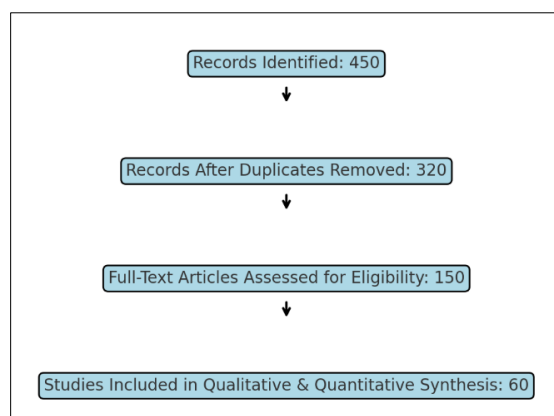 Records Identified: 450
Records After Duplicates Removed: 320
Full-Text Articles Assessed for Eligibility: 150
Studies Included in Qualitative & Quantitative Synthesis: 60